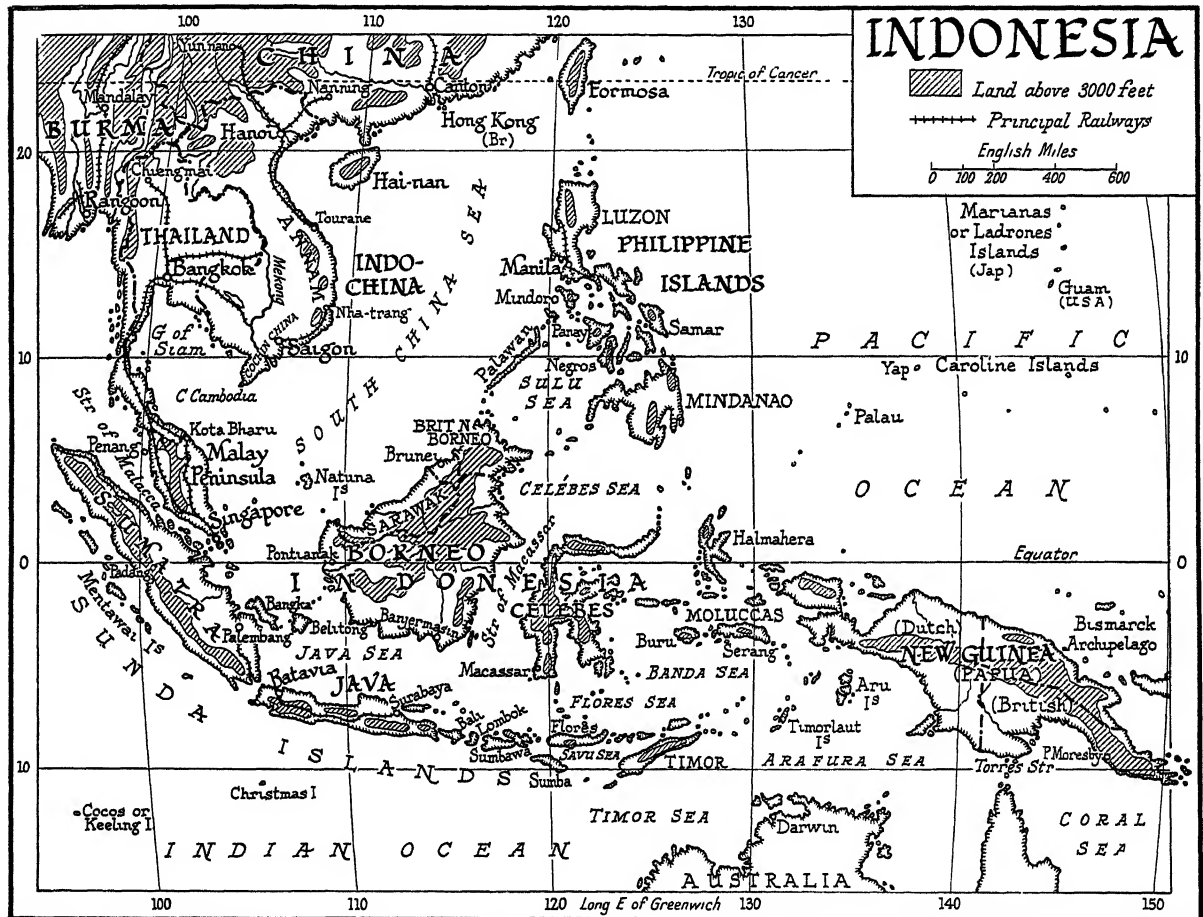 100
110
120
130
INDONESIA
Land above 3000 feet
Principal Railways
English Miles
0 100 200 400 600
CHINA
Yunnan
Nanning
Canton
Tropic of Cancer
Formosa
Mandalay
BURMA
Hanoi
Hong Kong
(Br)
20
Chiengmai
Hai-nan
Rangoon
Tourane
LUZON
THAILAND
ANNAM
PHILIPPINE
ISLANDS
Marianas
or Ladrones
Islands
(Jap)
Bangkok
Mekong
INDO-
CHINA
Manila
Mindoro
Guam
(USA)
Nha-trang
SOUTH CHINA SEA
Panay
Samar
G of
Siam
COCHIN CHINA
Saigon
Palawan
Negros
PACIFIC
10
10
Yap
Caroline Islands
C Cambodia
SULU
SEA
MINDANAO
Palau
Str of Malacca
Kota Bharu
Penang
Malay
Peninsula
BRIT N
BORNEO
Brunei
Natuna
Is
CELÉBES SEA
OCEAN
Singapore
SARAWAK
SUMATRA
Pontianak
BORNEO
Str of Macassar
Halmahera
Equator
0
0
INDONESIA
Padang
Mentawai Is
Bangka
Palembang
Belitong
Banjermasin
CELEBES
MOLUCCAS
Buru
Serang
(Dutch)
NEW GUINEA
(PAPUA)
(British)
Bismarck
Archipelago
JAVA SEA
Macassar
BANDA SEA
SUNDA ISLANDS
Batavia
JAVA
Surabaya
FLORES SEA
Aru
Is
Bali
Lombok
Sumbawa
Flores
SAVU SEA
Sumba
TIMOR
Timorlaut
Is
ARAFURA SEA
Torres Str
P. Moresby
10
Christmas I
Cocos or
Keeling I
TIMOR SEA
Darwin
CORAL
SEA
INDIAN OCEAN
AUSTRALIA
100
110
120
Long E of Greenwich
130
140
150